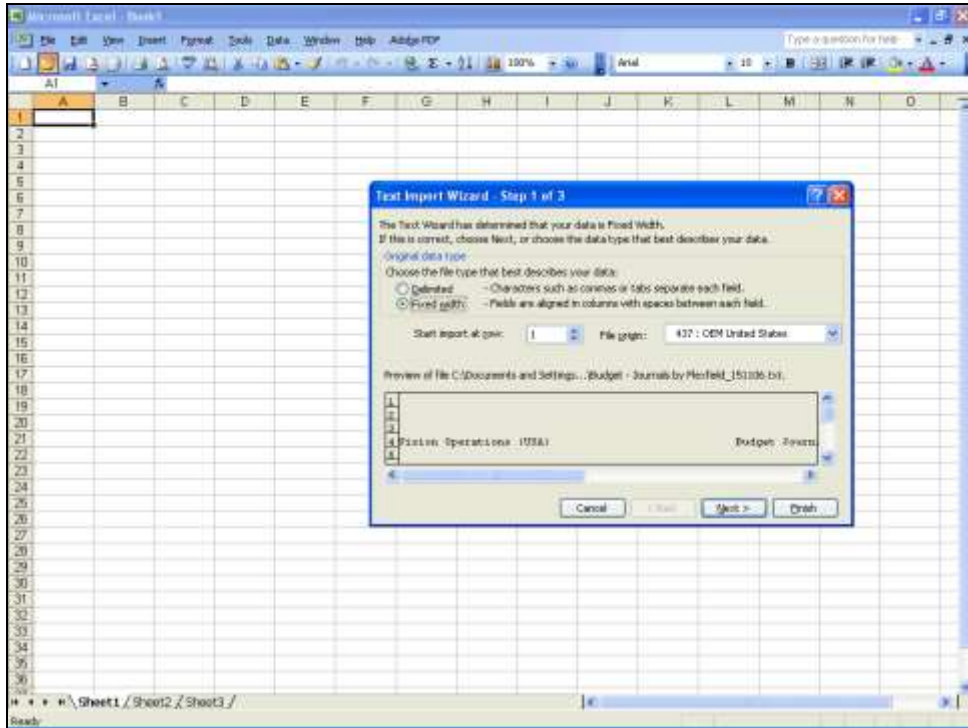 Microsoft Excel - Book1
File Edit View Insert Format Tools Data Window Help Adobe PDF Type a question for help
100% Arial 10 B
A1 fx
A B C D E F G H I J K L M N O
1
2
3
4
5
6
7
8
9
10
11
12
13
14
15
16
17
18
19
20
21
22
23
24
25
26
27
28
29
30
31
32
33
34
35
36
Text Import Wizard - Step 1 of 3
The Text Wizard has determined that your data is Fixed Width.
If this is correct, choose Next, or choose the data type that best describes your data.
Original data type
Choose the file type that best describes your data:
Delimited - Characters such as commas or tabs separate each field.
Fixed width - Fields are aligned in columns with spaces between each field.
Start import at row: 1 File origin: 437 : OEM United States
Preview of file C:\Documents and Settings...\Budget - Journals by Flexfield_151106.txt.
1
2
3
4 Vision Operations (USA) Budget Journ
5
Cancel < Back Next > Finish
Sheet1 / Sheet2 / Sheet3 /
Ready